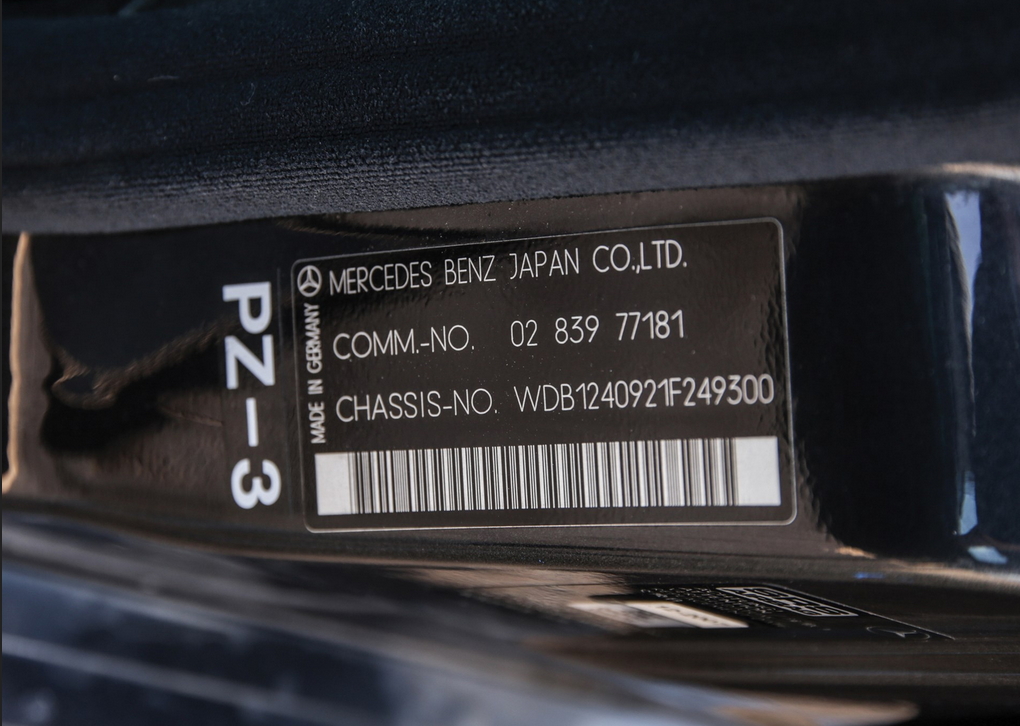 MERCEDES BENZ JAPAN CO.,LTD.
COMM.-NO. 02 839 77181
CHASSIS-NO. WDB1240921F249300
MADE IN GERMANY
PZ-3